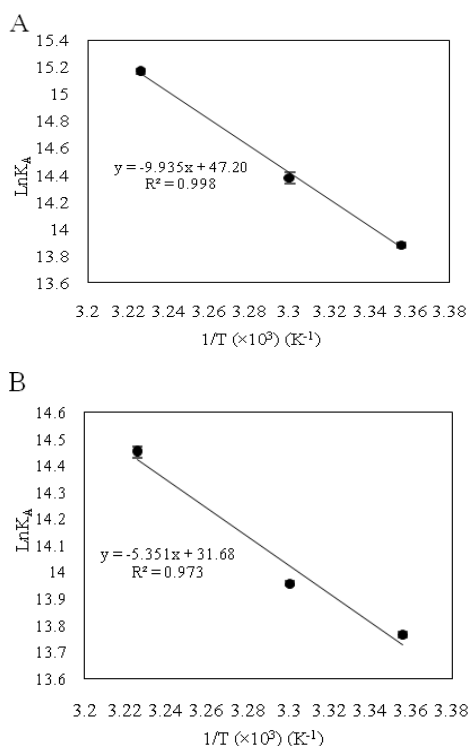 A
15.4
15.2
15
14.8
14.6
14.4
14.2
14
13.8
13.6
LnK_A
y = -9.935x + 47.20
R² = 0.998
3.2 3.22 3.24 3.26 3.28 3.3 3.32 3.34 3.36 3.38
1/T (×10³) (K⁻¹)
B
14.6
14.5
14.4
14.3
14.2
14.1
14
13.9
13.8
13.7
13.6
LnK_A
y = -5.351x + 31.68
R² = 0.973
3.2 3.22 3.24 3.26 3.28 3.3 3.32 3.34 3.36 3.38
1/T (×10³) (K⁻¹)